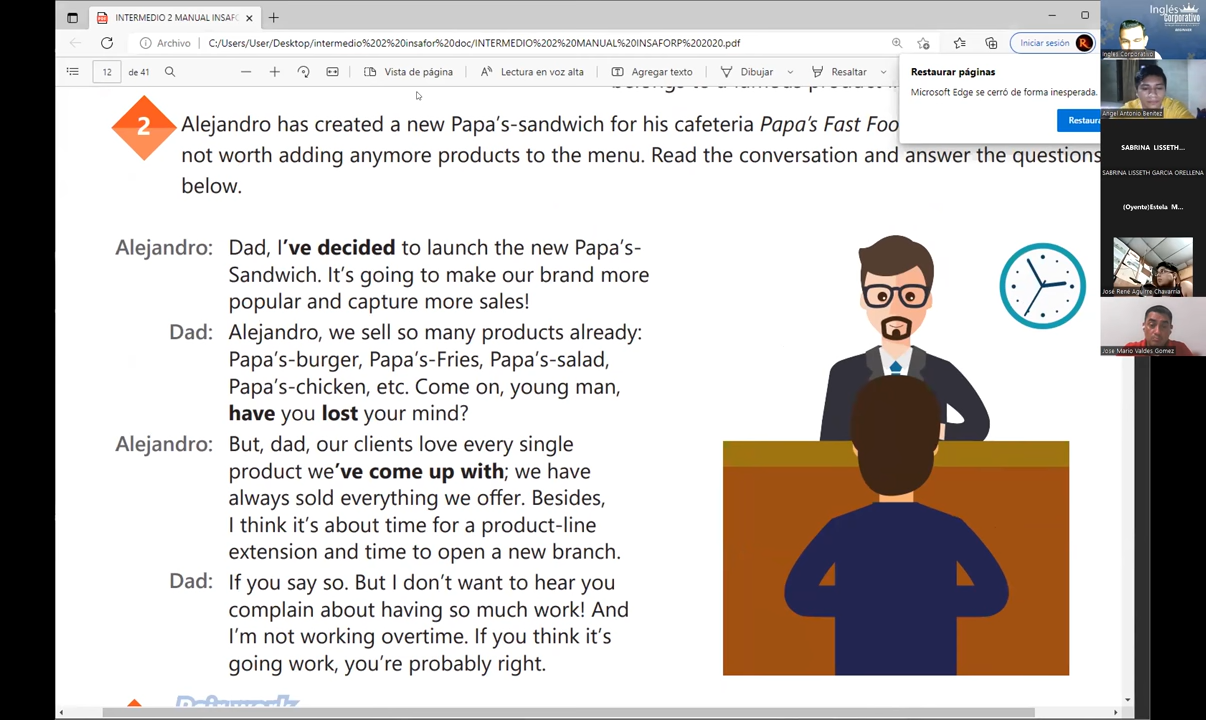 INTERMEDIO 2 MANUAL INSAFO
Archivo C:/Users/User/Desktop/intermedio%202%20insafor%20doc/INTERMEDIO%202%20MANUAL%20INSAFORP%202020.pdf
Iniciar sesión R
12 de 41 Vista de página Lectura en voz alta Agregar texto Dibujar Resaltar
Restaurar páginas
Microsoft Edge se cerró de forma inesperada.
Restaura
belongs to a famous product
2 Alejandro has created a new Papa's-sandwich for his cafeteria Papa's Fast Foo
not worth adding anymore products to the menu. Read the conversation and answer the questions
below.
Alejandro: Dad, I've decided to launch the new Papa's-
Sandwich. It's going to make our brand more
popular and capture more sales!
Dad: Alejandro, we sell so many products already:
Papa's-burger, Papa's-Fries, Papa's-salad,
Papa's-chicken, etc. Come on, young man,
have you lost your mind?
Alejandro: But, dad, our clients love every single
product we've come up with; we have
always sold everything we offer. Besides,
I think it's about time for a product-line
extension and time to open a new branch.
Dad: If you say so. But I don't want to hear you
complain about having so much work! And
I'm not working overtime. If you think it's
going work, you're probably right.
Pairwork
Inglés
Corporativo
Inglés Corporativo
Angel Antonio Benitez
SABRINA LISSETH...
SABRINA LISSETH GARCIA ORELLENA
(Oyente)Estela M...
José René Aguirre Chavarría
Jose Mario Valdes Gomez